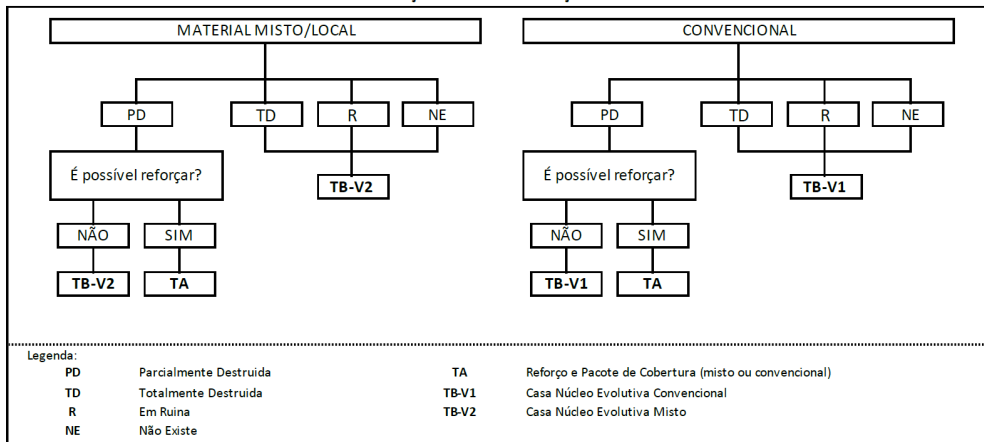 MATERIAL MISTO/LOCAL
CONVENCIONAL
PD
TD
R
NE
PD
TD
R
NE
É possível reforçar?
TB-V2
É possível reforçar?
TB-V1
NÃO
SIM
NÃO
SIM
TB-V2
TA
TB-V1
TA
Legenda:
PD Parcialmente Destruida
TA Reforço e Pacote de Cobertura (misto ou convencional)
TD Totalmente Destruida
TB-V1 Casa Núcleo Evolutiva Convencional
R Em Ruina
TB-V2 Casa Núcleo Evolutiva Misto
NE Não Existe